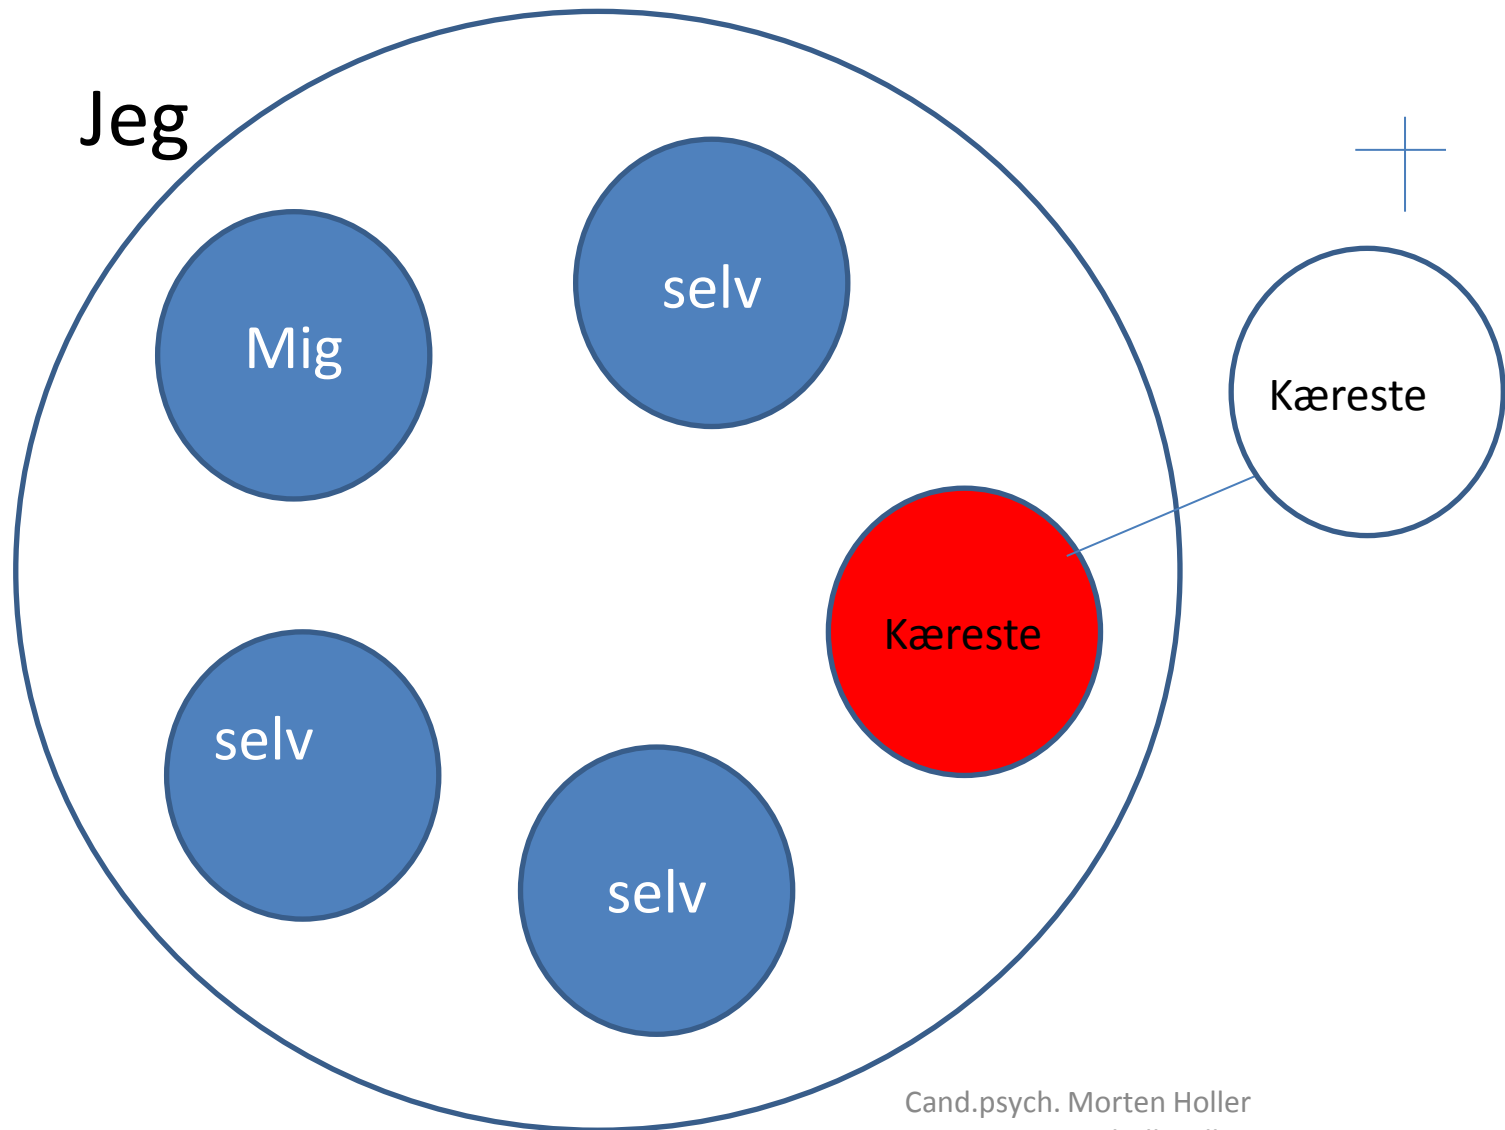 Jeg
selv
Mig
Kæreste
Kæreste
selv
selv
Cand.psych. Morten Holler